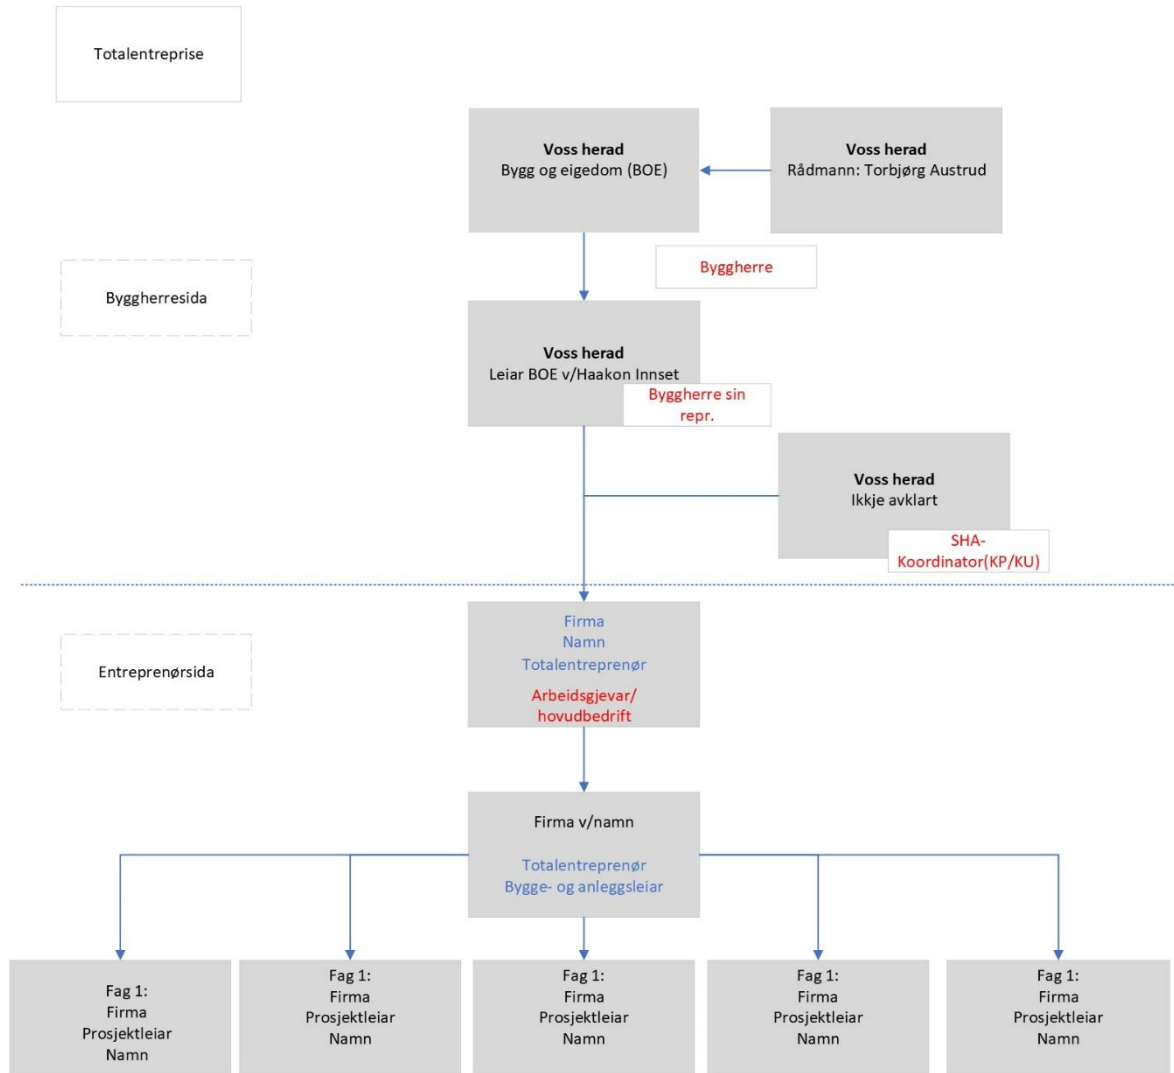 Totalentreprise
Voss herad
Bygg og eigedom (BOE)
Voss herad
Rådmann: Torbjørg Austrud
Byggherre
Byggherresida
Voss herad
Leiar BOE v/Haakon Innset
Byggherre sin
repr.
Voss herad
Ikkje avklart
SHA-
Koordinator(KP/KU)
Firma
Namn
Totalentreprenør
Arbeidsgjevar/
hovudbedrift
Entreprenørsida
Firma v/namn
Totalentreprenør
Bygge- og anleggsleiar
Fag 1:
Firma
Prosjektleiar
Namn
Fag 1:
Firma
Prosjektleiar
Namn
Fag 1:
Firma
Prosjektleiar
Namn
Fag 1:
Firma
Prosjektleiar
Namn
Fag 1:
Firma
Prosjektleiar
Namn